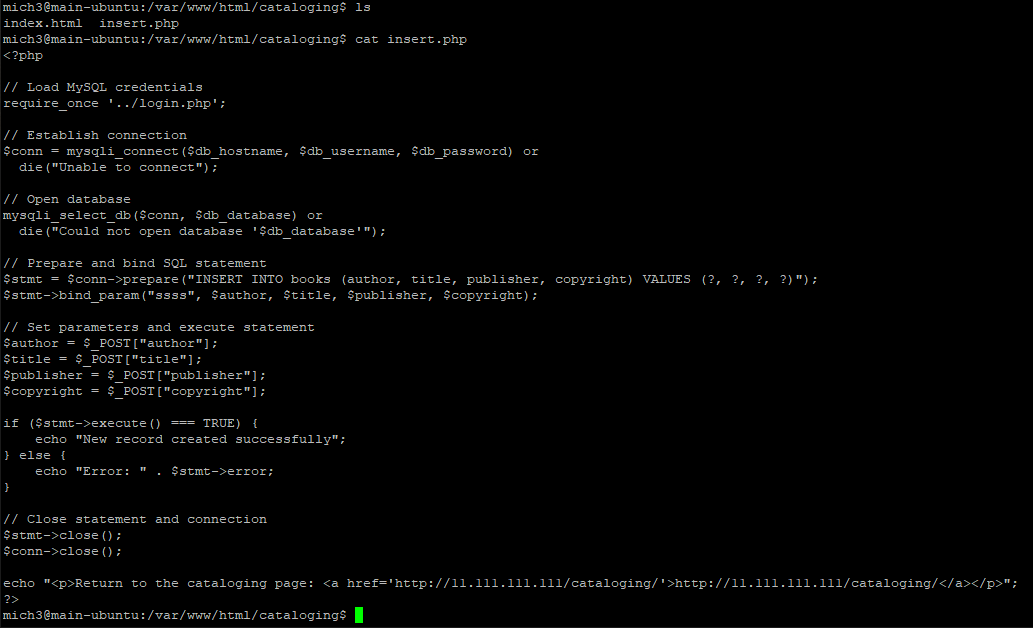 mich3@main-ubuntu:/var/www/html/cataloging$ ls
index.html  insert.php
mich3@main-ubuntu:/var/www/html/cataloging$ cat insert.php
<?php

// Load MySQL credentials
require_once '../login.php';

// Establish connection
$conn = mysqli_connect($db_hostname, $db_username, $db_password) or
  die("Unable to connect");

// Open database
mysqli_select_db($conn, $db_database) or
  die("Could not open database '$db_database'");

// Prepare and bind SQL statement
$stmt = $conn->prepare("INSERT INTO books (author, title, publisher, copyright) VALUES (?, ?, ?, ?)");
$stmt->bind_param("ssss", $author, $title, $publisher, $copyright);

// Set parameters and execute statement
$author = $_POST["author"];
$title = $_POST["title"];
$publisher = $_POST["publisher"];
$copyright = $_POST["copyright"];

if ($stmt->execute() === TRUE) {
    echo "New record created successfully";
} else {
    echo "Error: " . $stmt->error;
}

// Close statement and connection
$stmt->close();
$conn->close();

echo "<p>Return to the cataloging page: <a href='http://11.111.111.111/cataloging/'>http://11.111.111.111/cataloging/</a></p>";
?>
mich3@main-ubuntu:/var/www/html/cataloging$